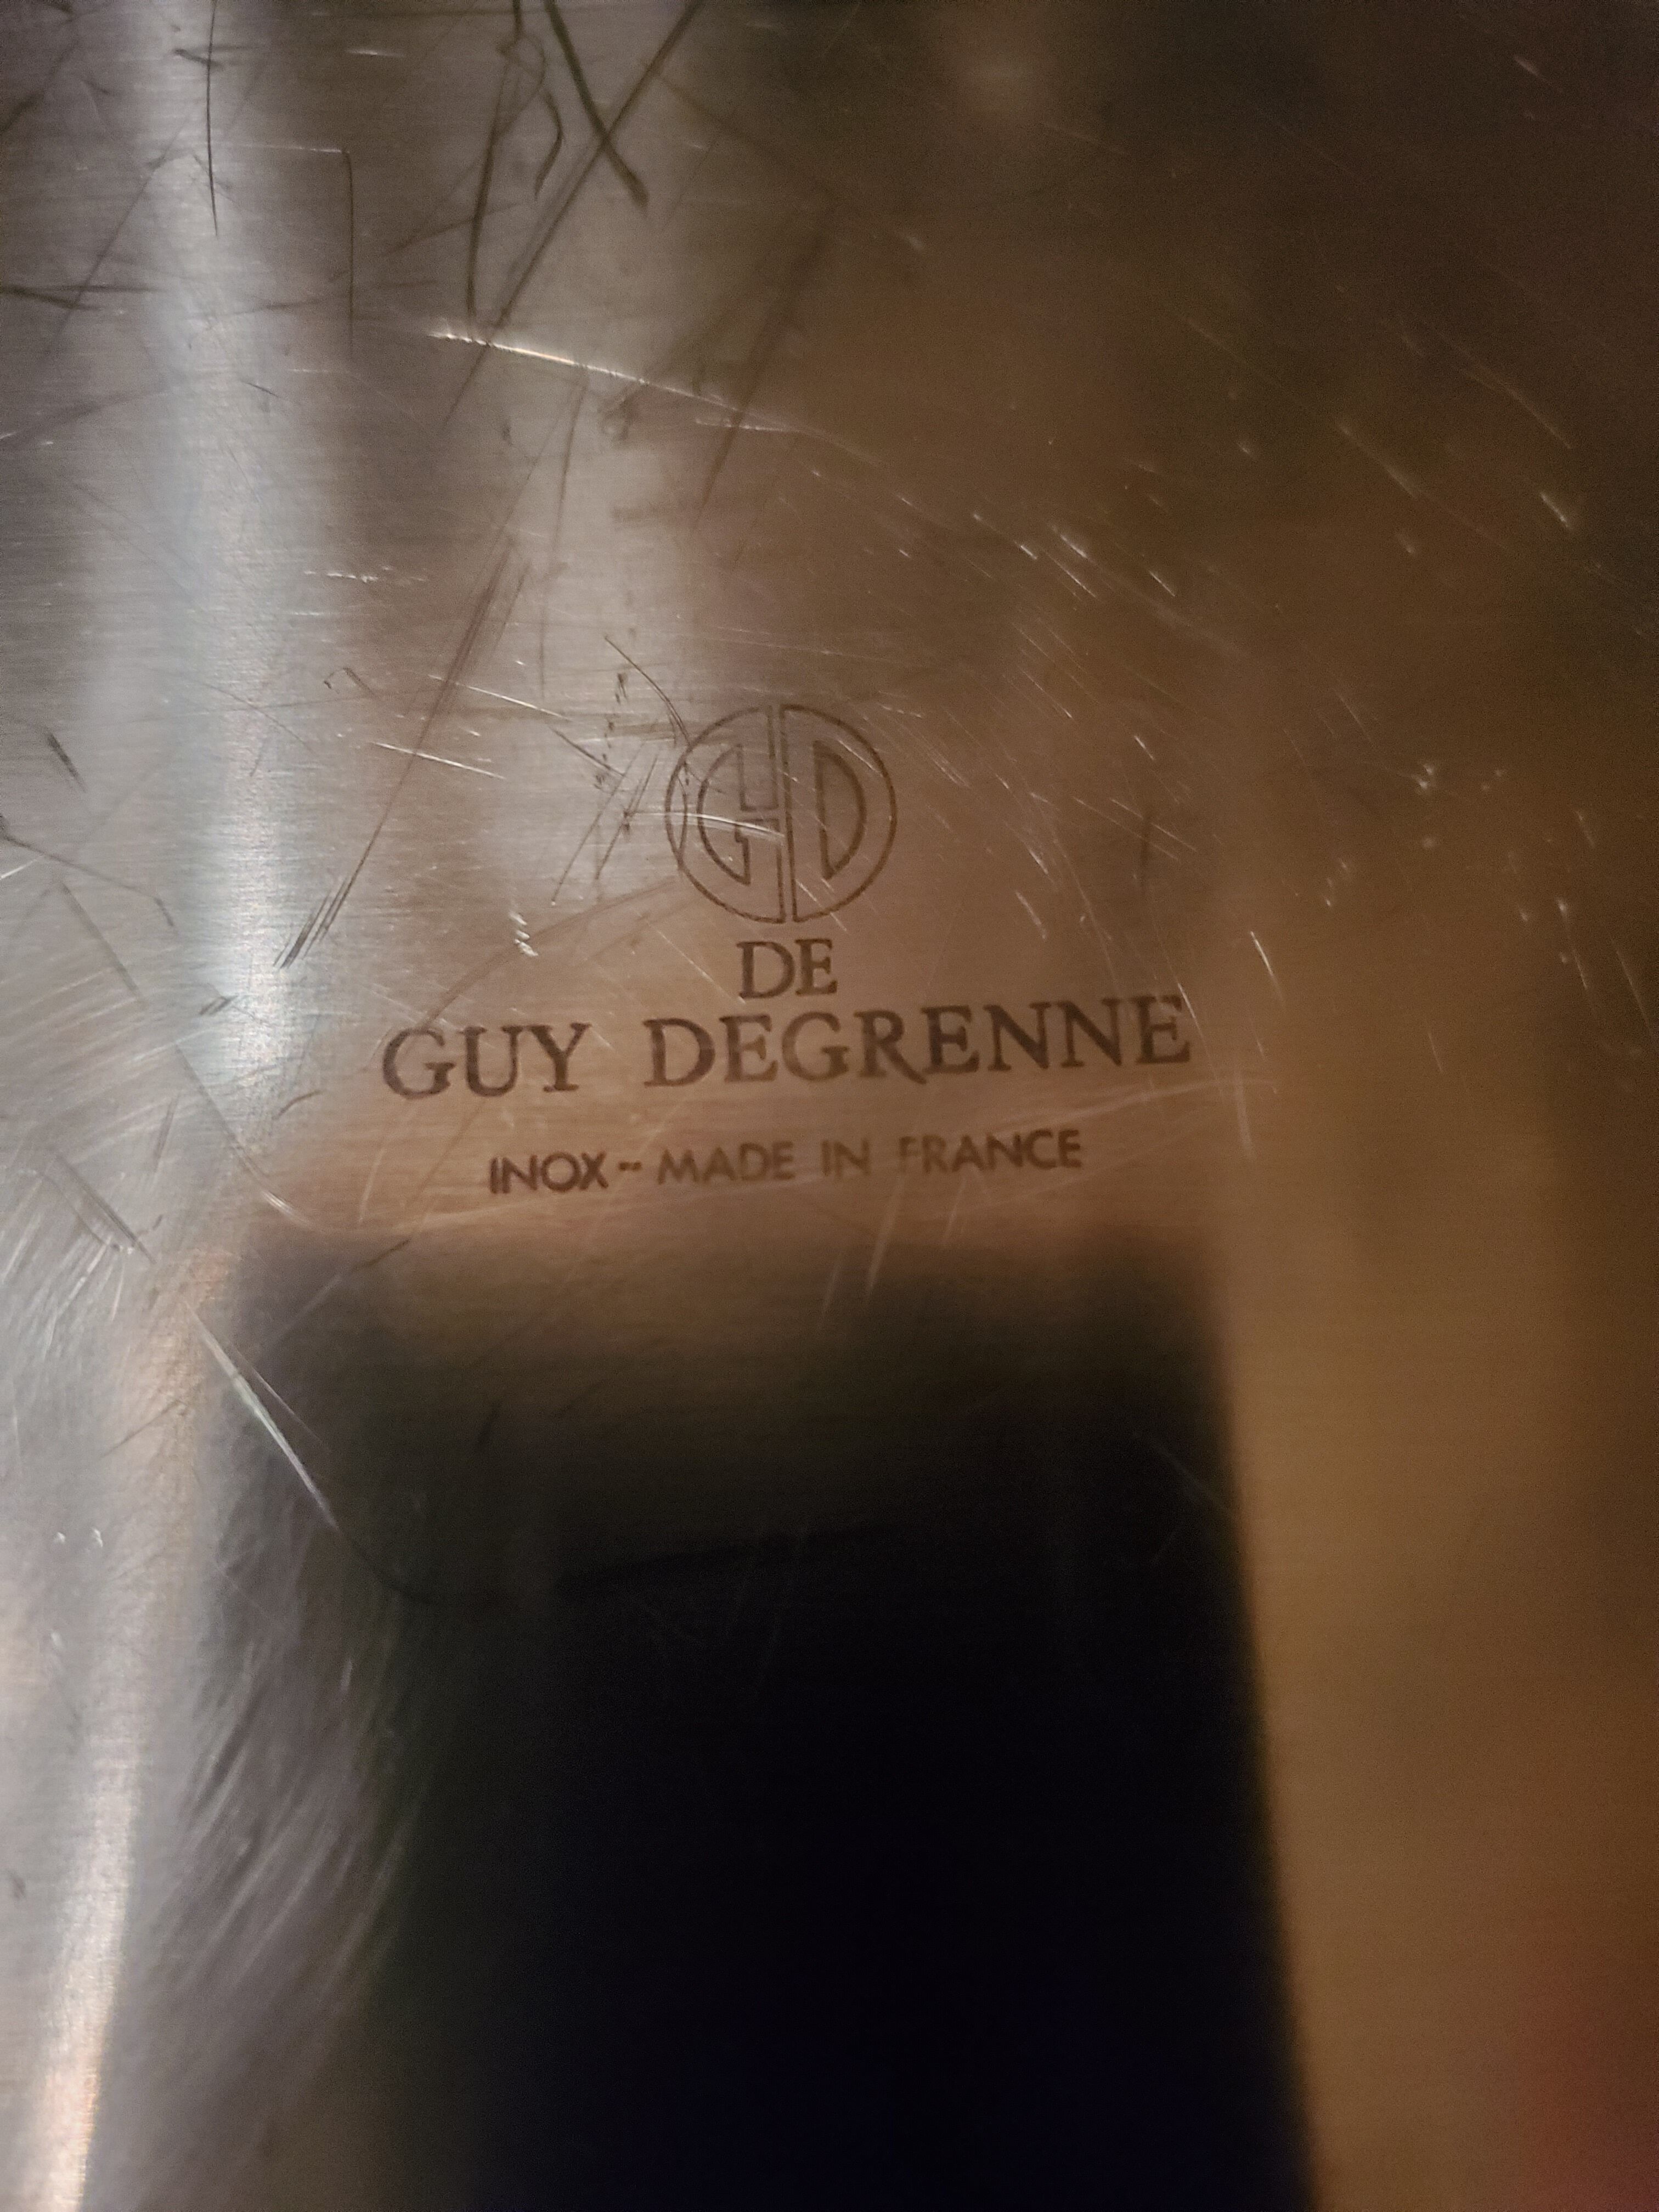 GD
DE
GUY DEGRENNE
INOX - MADE IN FRANCE